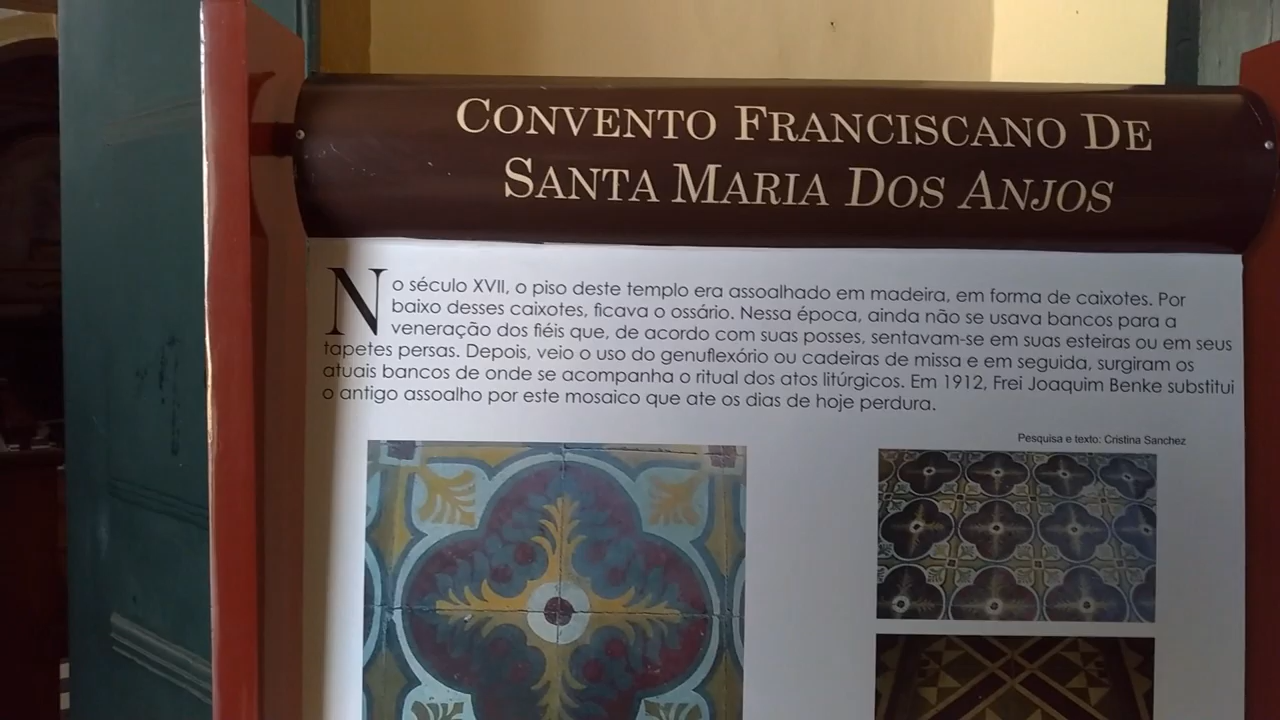 CONVENTO FRANCISCANO DE
SANTA MARIA DOS ANJOS
No século XVII, o piso deste templo era assoalhado em madeira, em forma de caixotes. Por
baixo desses caixotes, ficava o ossário. Nessa época, ainda não se usava bancos para a
veneração dos fiéis que, de acordo com suas posses, sentavam-se em suas esteiras ou em seus
tapetes persas. Depois, veio o uso do genuflexório ou cadeiras de missa e em seguida, surgiram os
atuais bancos de onde se acompanha o ritual dos atos litúrgicos. Em 1912, Frei Joaquim Benke substitui
o antigo assoalho por este mosaico que ate os dias de hoje perdura.
Pesquisa e texto: Cristina Sanchez